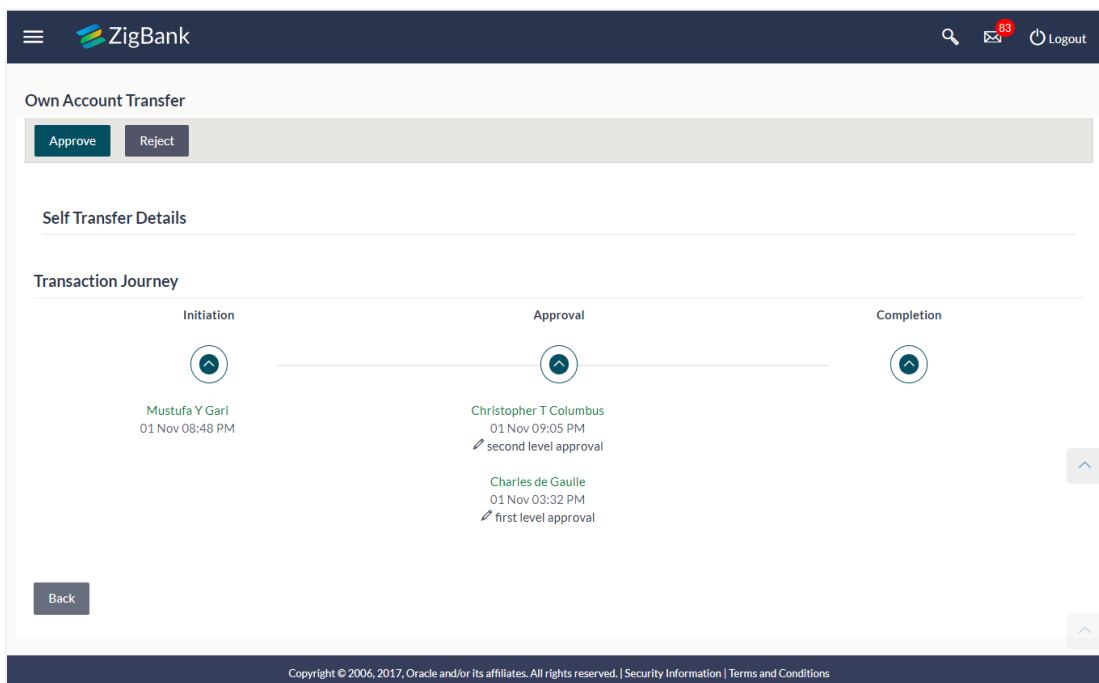 ZigBank
83
Logout
Own Account Transfer
Approve
Reject
Self Transfer Details
Transaction Journey
Initiation
Approval
Completion
Mustufa Y Gari
01 Nov 08:48 PM
Christopher T Columbus
01 Nov 09:05 PM
second level approval
Charles de Gaulle
01 Nov 03:32 PM
first level approval
Back
Copyright © 2006, 2017, Oracle and/or its affiliates. All rights reserved. | Security Information | Terms and Conditions